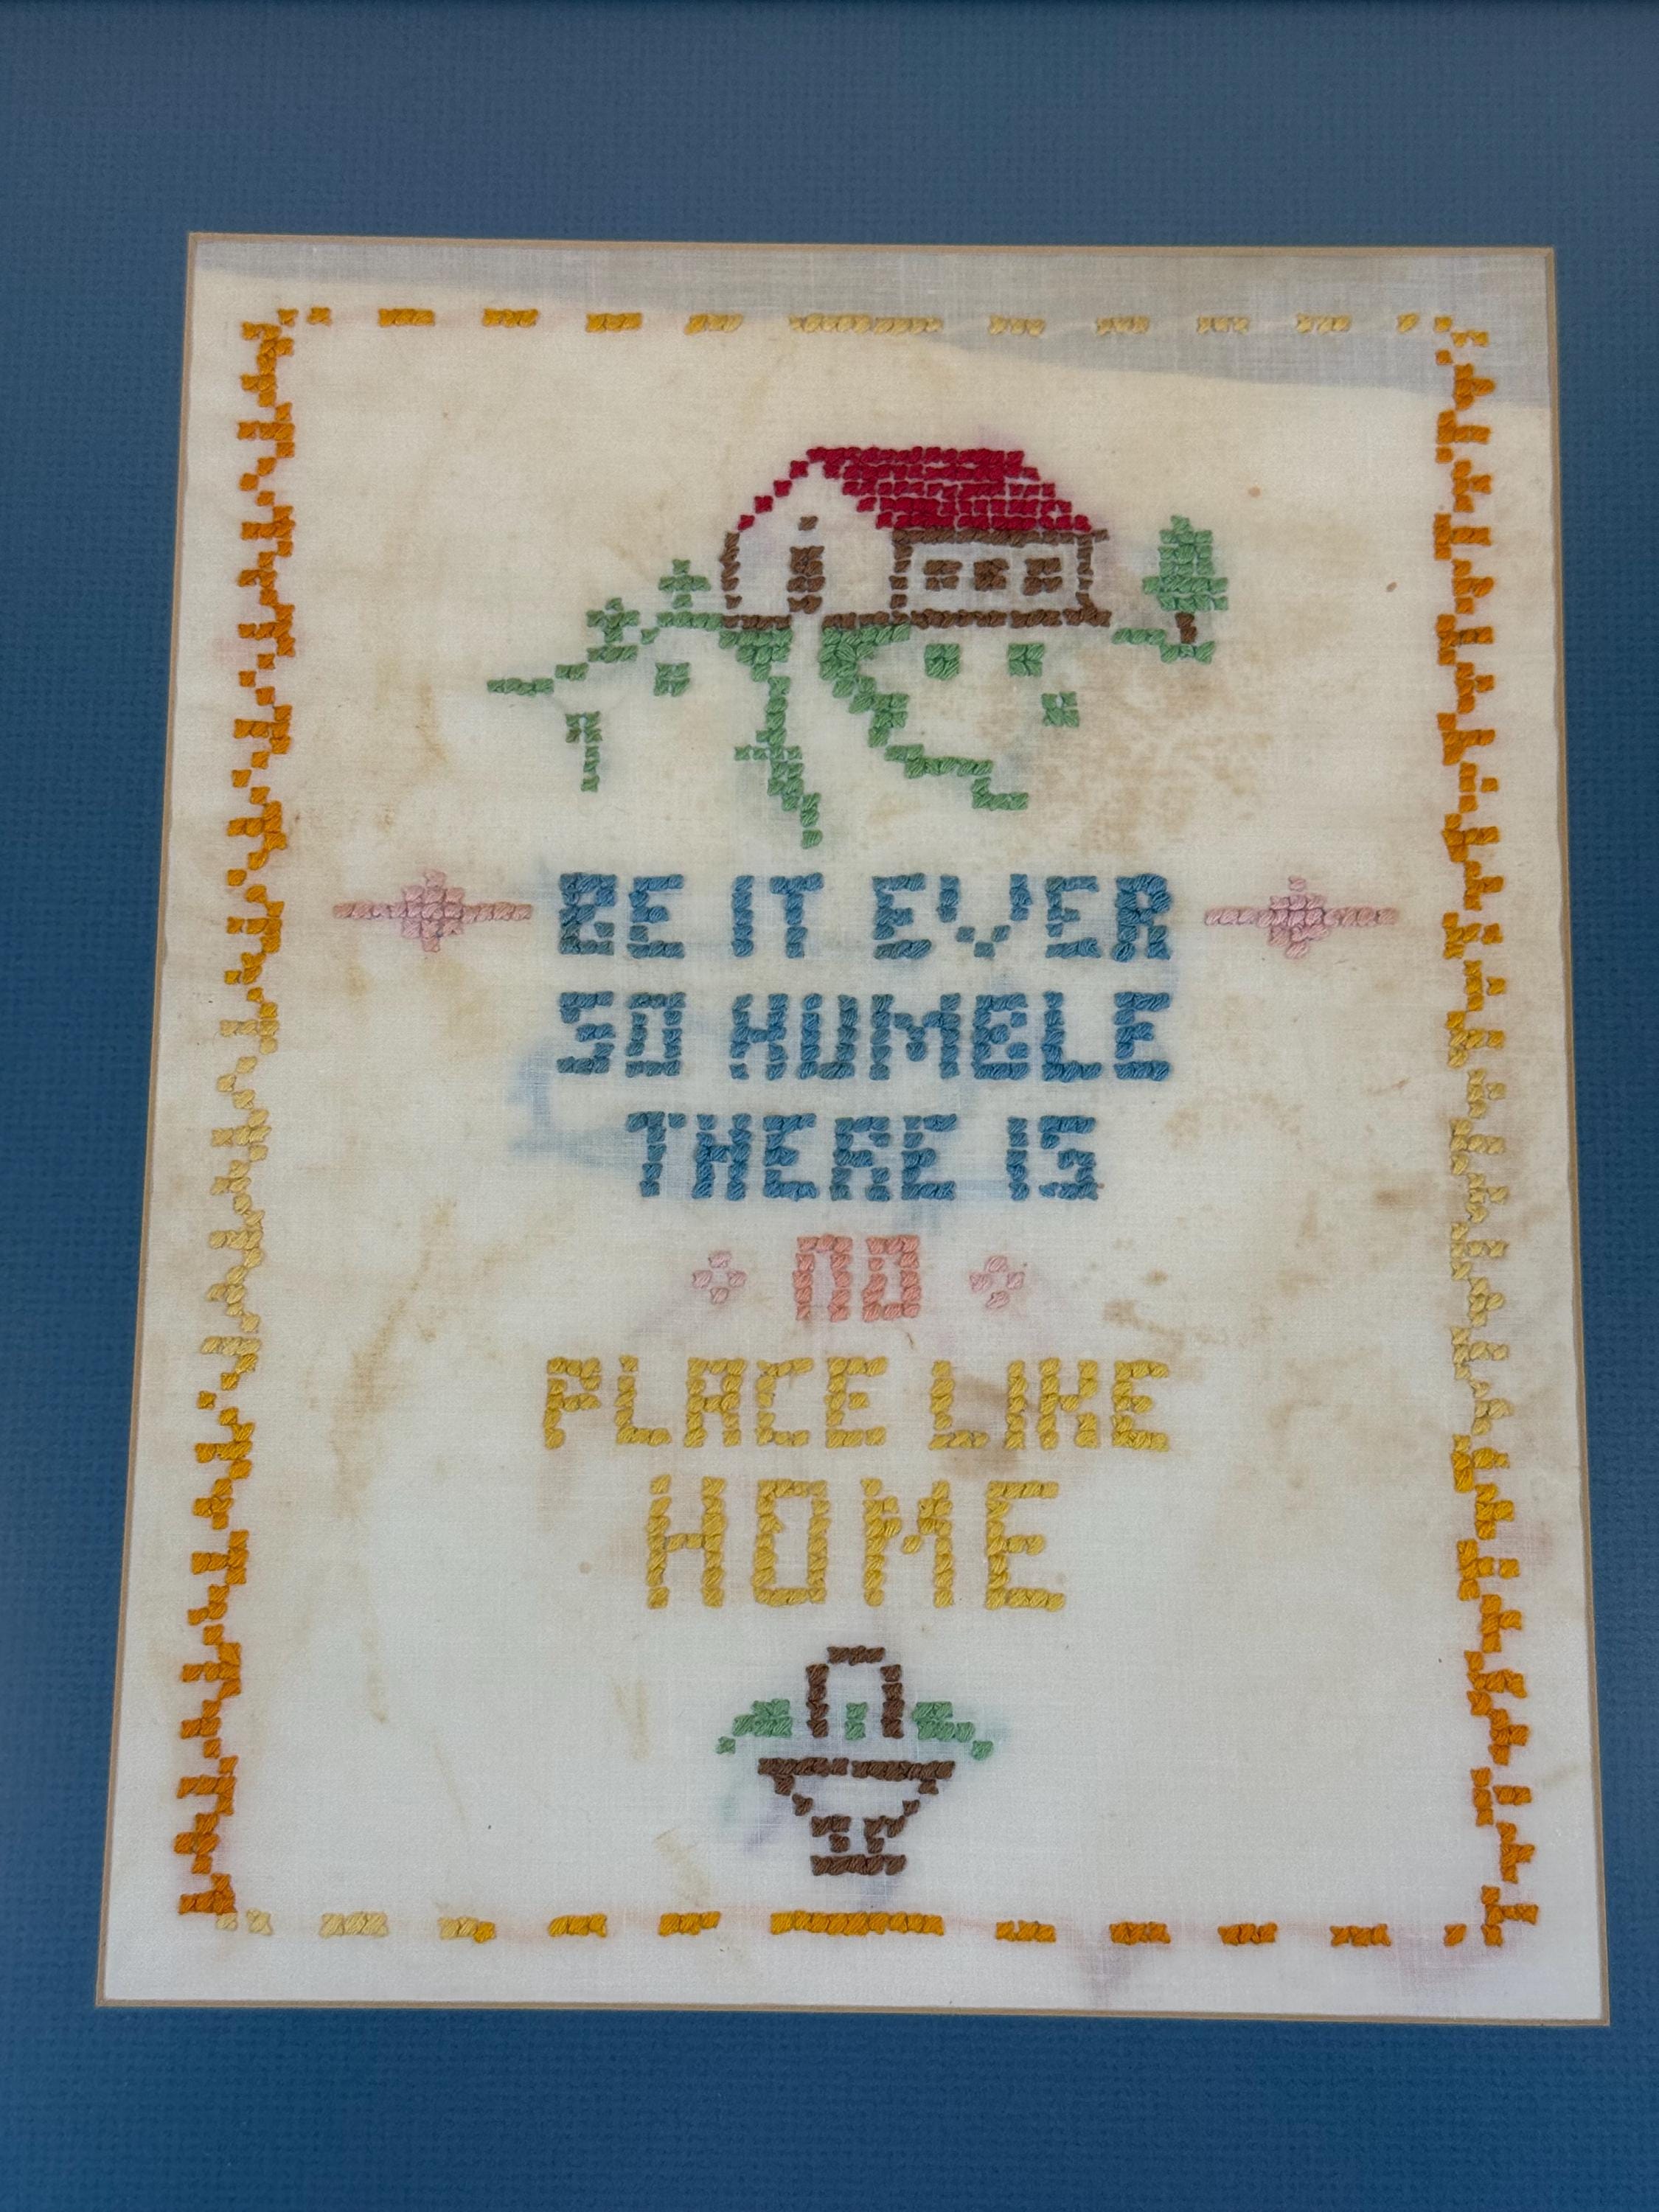 BE IT EVER
SO HUMBLE
THERE IS
NO
PLACE LIKE
HOME